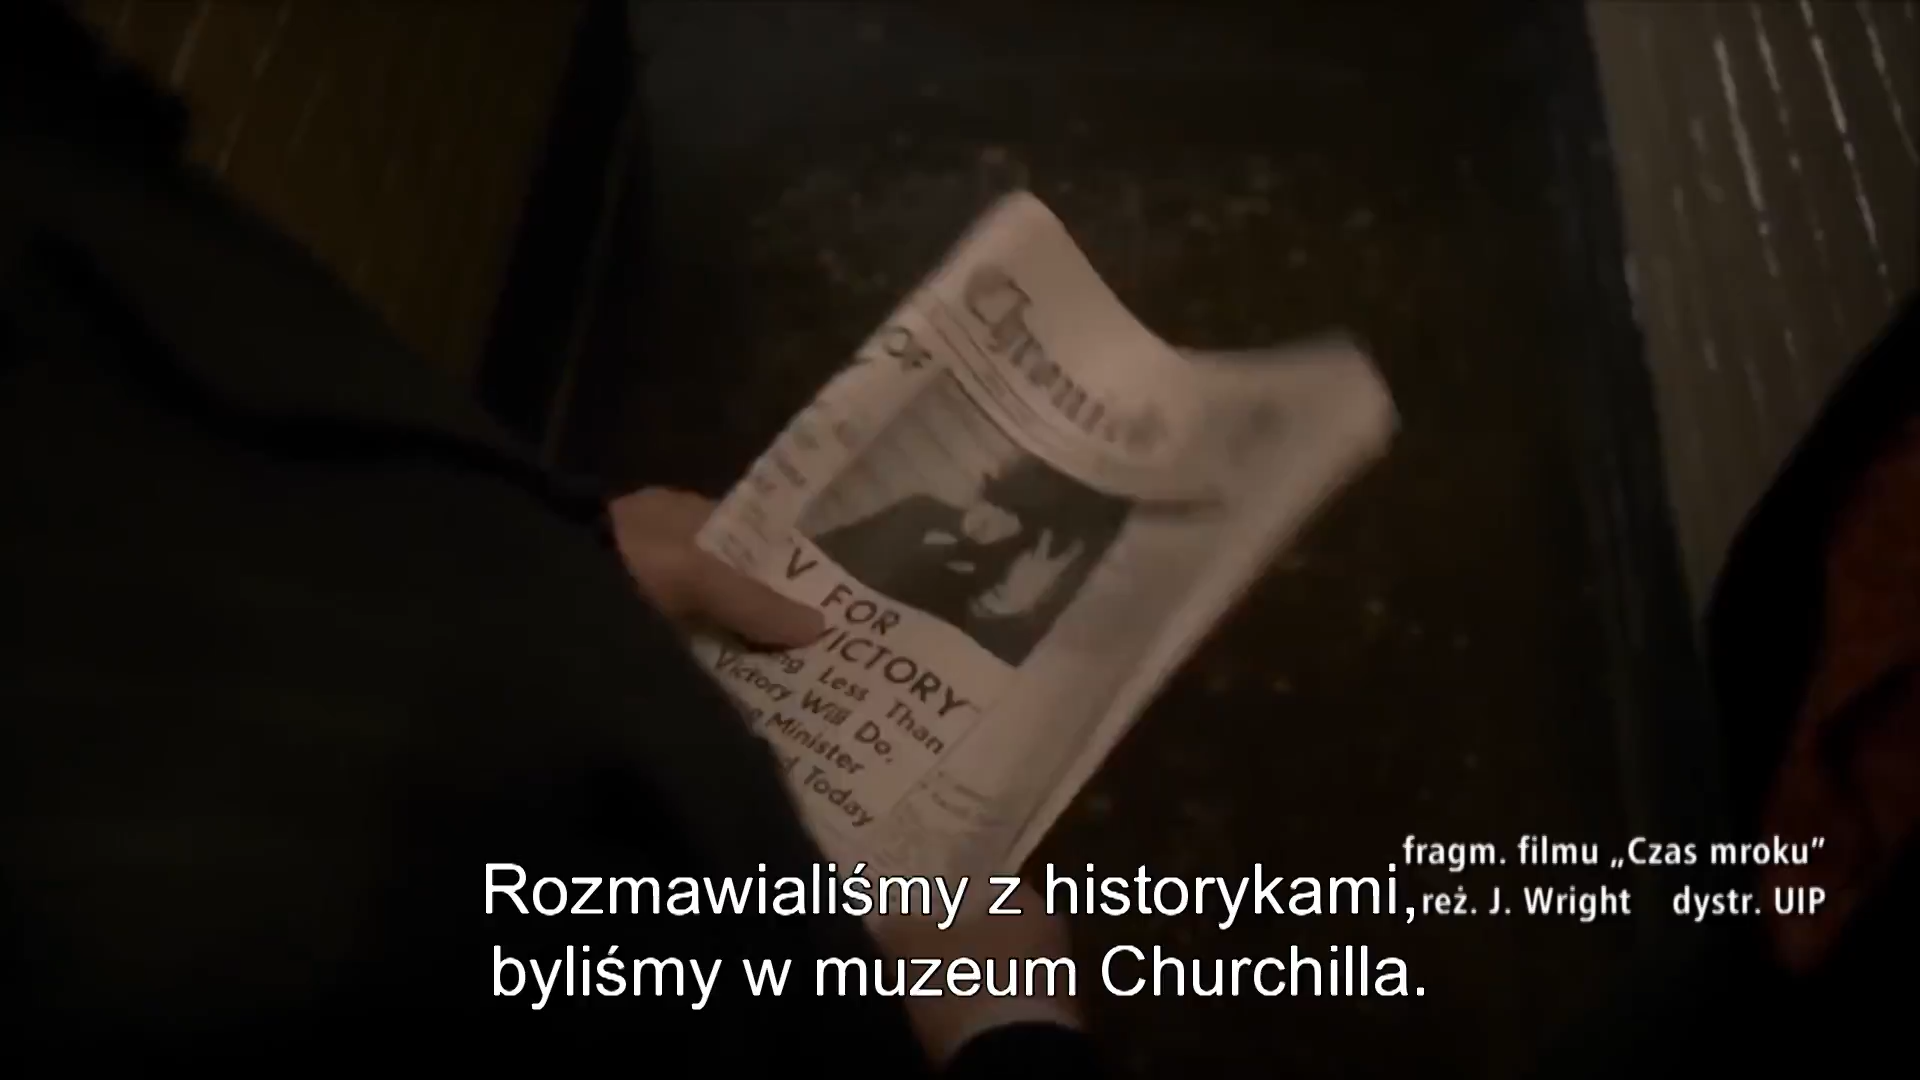 Chronicle
OF
V FOR
VICTORY
Less Than
Victory Will Do.
Minister
Today
fragm. filmu „Czas mroku”
reż. J. Wright dystr. UIP
Rozmawialiśmy z historykami,
byliśmy w muzeum Churchilla.